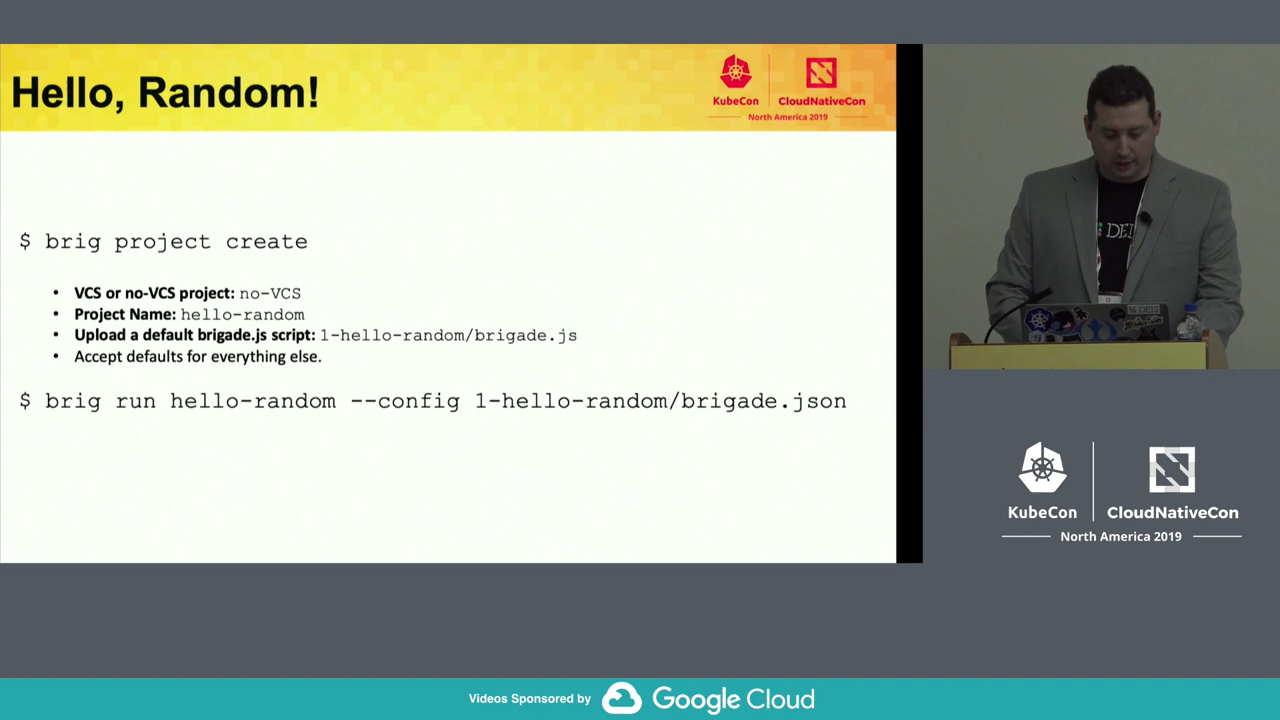 Hello, Random!
KubeCon
CloudNativeCon
North America 2019
$ brig project create
• VCS or no-VCS project: no-VCS
• Project Name: hello-random
• Upload a default brigade.js script: 1-hello-random/brigade.js
• Accept defaults for everything else.
$ brig run hello-random --config 1-hello-random/brigade.json
DEI
KubeCon
CloudNativeCon
North America 2019
Videos Sponsored by Google Cloud